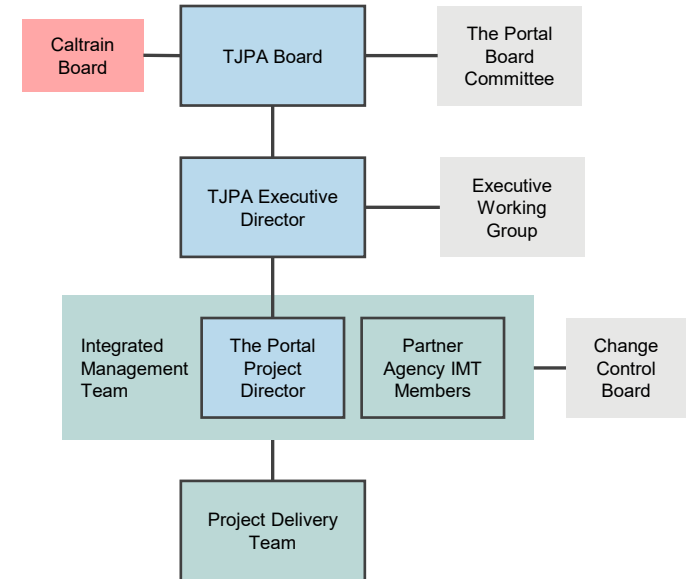 Caltrain
Board
TJPA Board
The Portal
Board
Committee
TJPA Executive
Director
Executive
Working
Group
Integrated
Management
Team
The Portal
Project
Director
Partner
Agency IMT
Members
Change
Control
Board
Project Delivery
Team